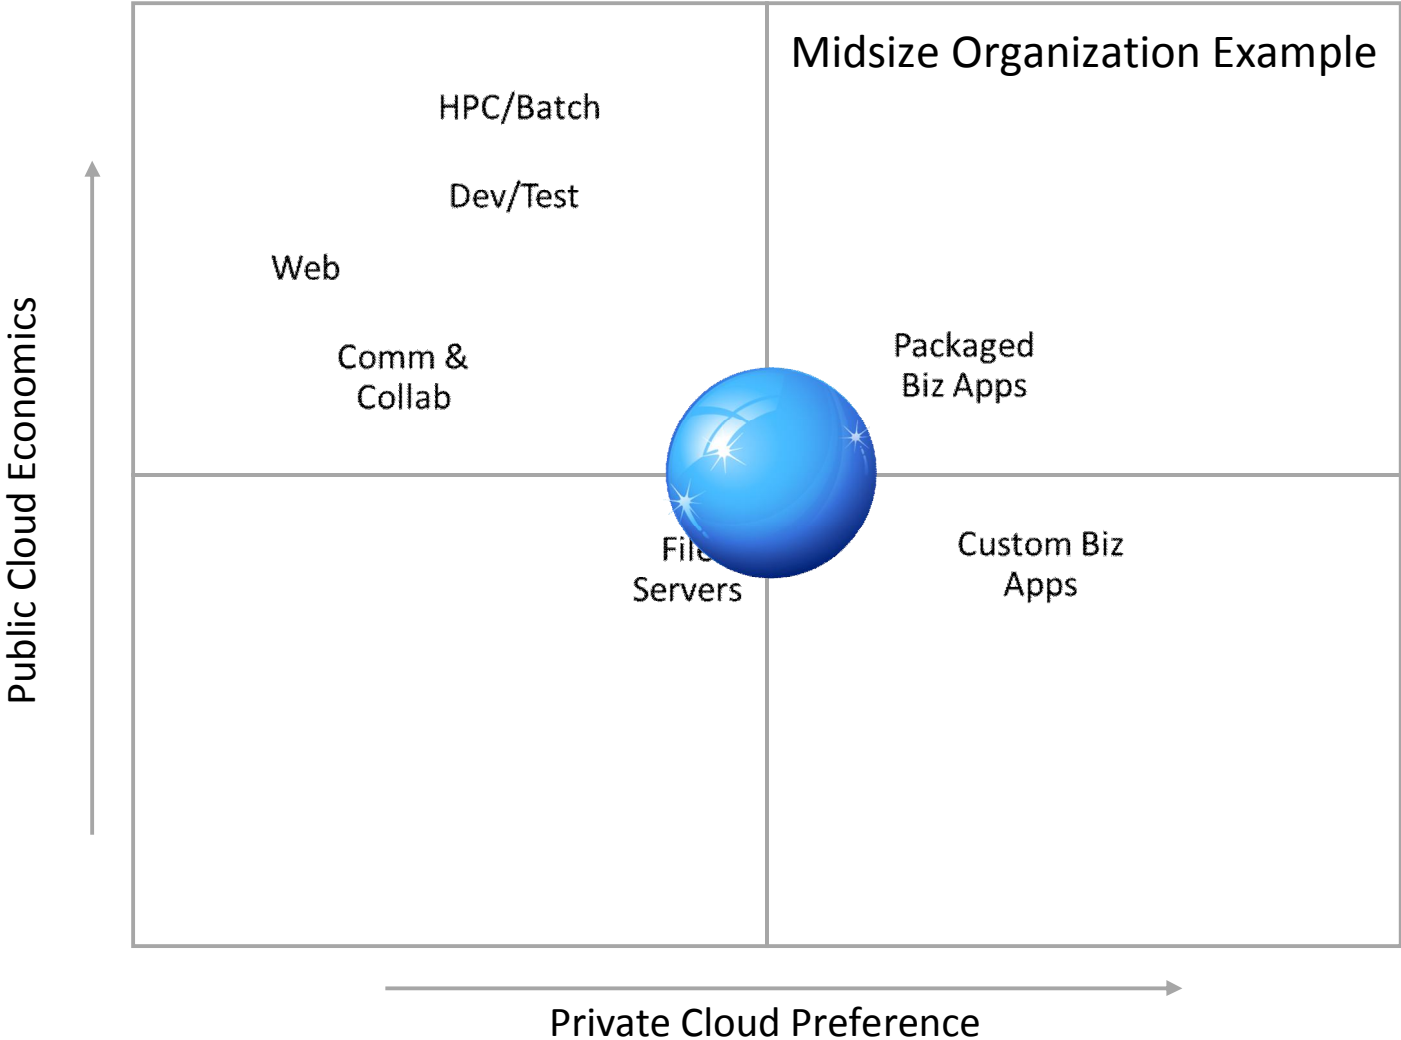 Midsize Organization Example
HPC/Batch
Dev/Test
Web
Comm &
Collab
Packaged
Biz Apps
File
Servers
Custom Biz
Apps
Public Cloud Economics
Private Cloud Preference